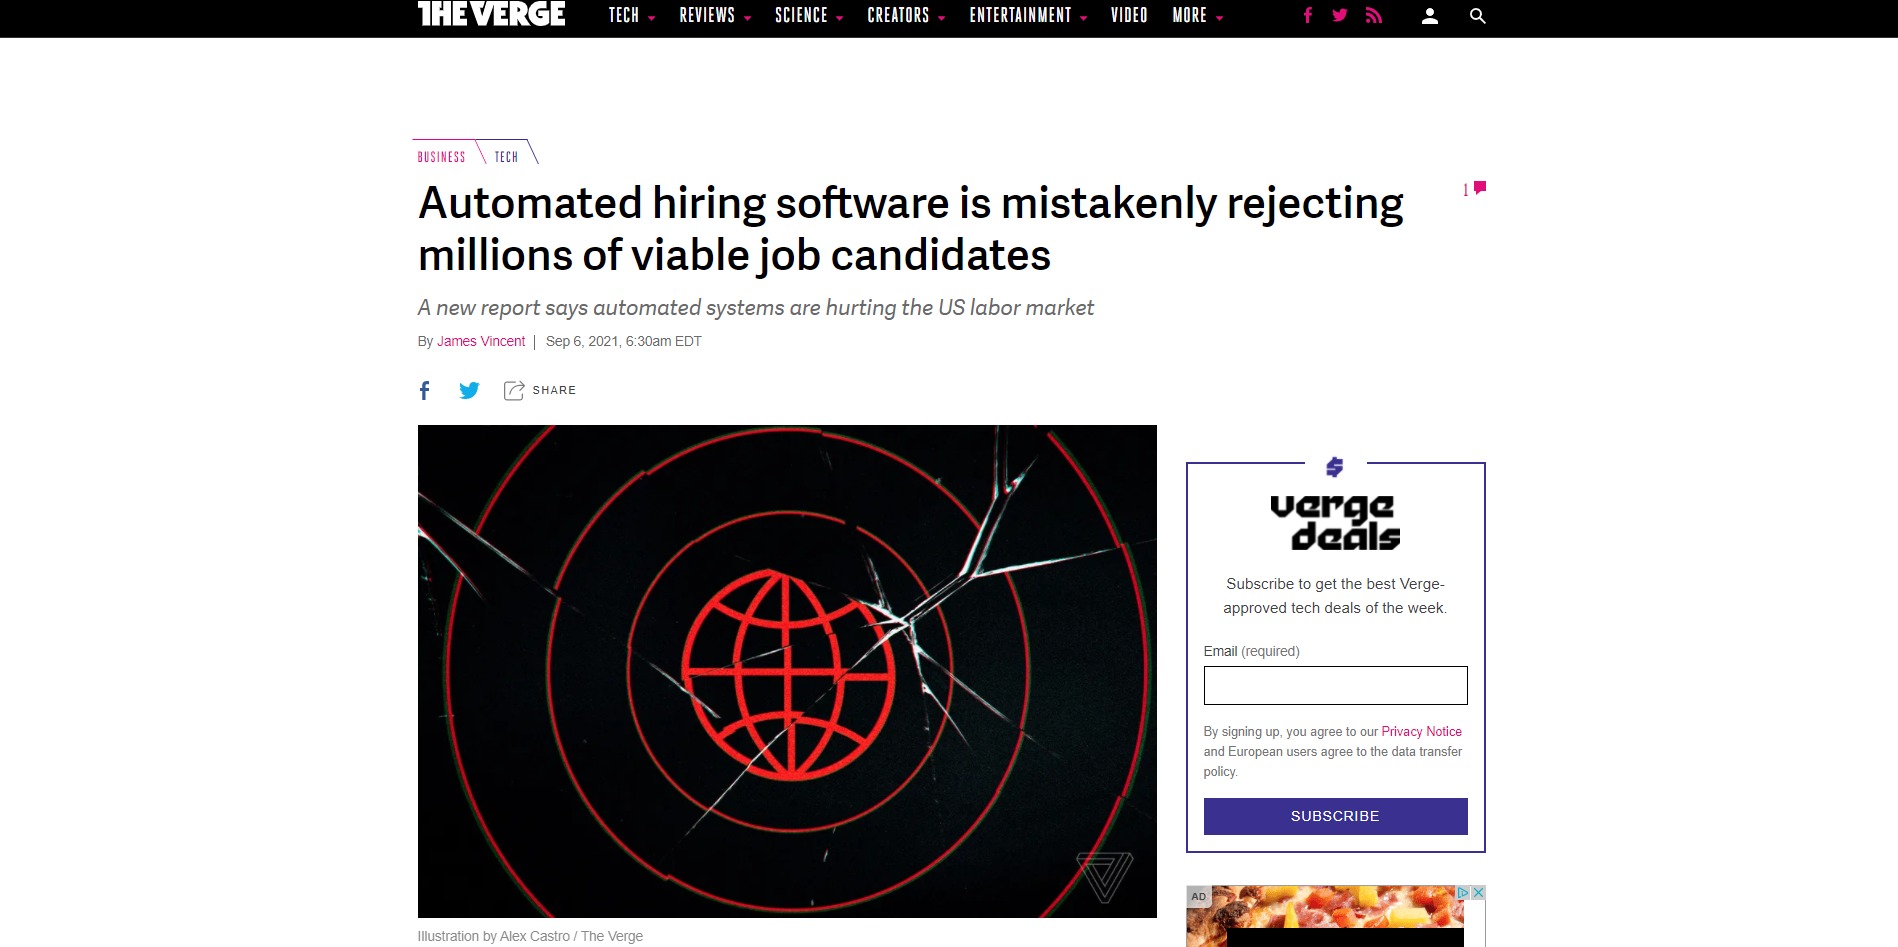 THE VERGE
TECH REVIEWS SCIENCE CREATORS ENTERTAINMENT VIDEO MORE
BUSINESS TECH
Automated hiring software is mistakenly rejecting
millions of viable job candidates
1
A new report says automated systems are hurting the US labor market
By James Vincent | Sep 6, 2021, 6:30am EDT
SHARE
verge
deals
Subscribe to get the best Verge-
approved tech deals of the week.
Email (required)
By signing up, you agree to our Privacy Notice
and European users agree to the data transfer
policy.
SUBSCRIBE
AD
Illustration by Alex Castro / The Verge